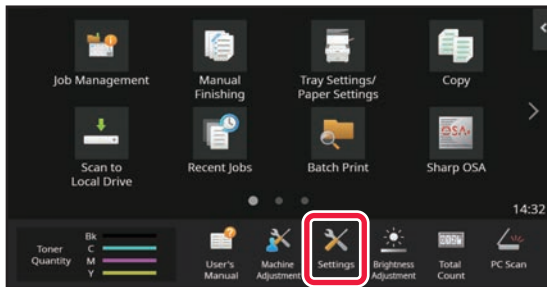 Job Management
Manual
Finishing
Tray Settings/
Paper Settings
Copy
OSA
Scan to
Local Drive
Recent Jobs
Batch Print
Sharp OSA
14:32
Toner
Quantity
Bk
C
M
Y
User's
Manual
Machine
Adjustment
Settings
Brightness
Adjustment
Total
Count
PC Scan